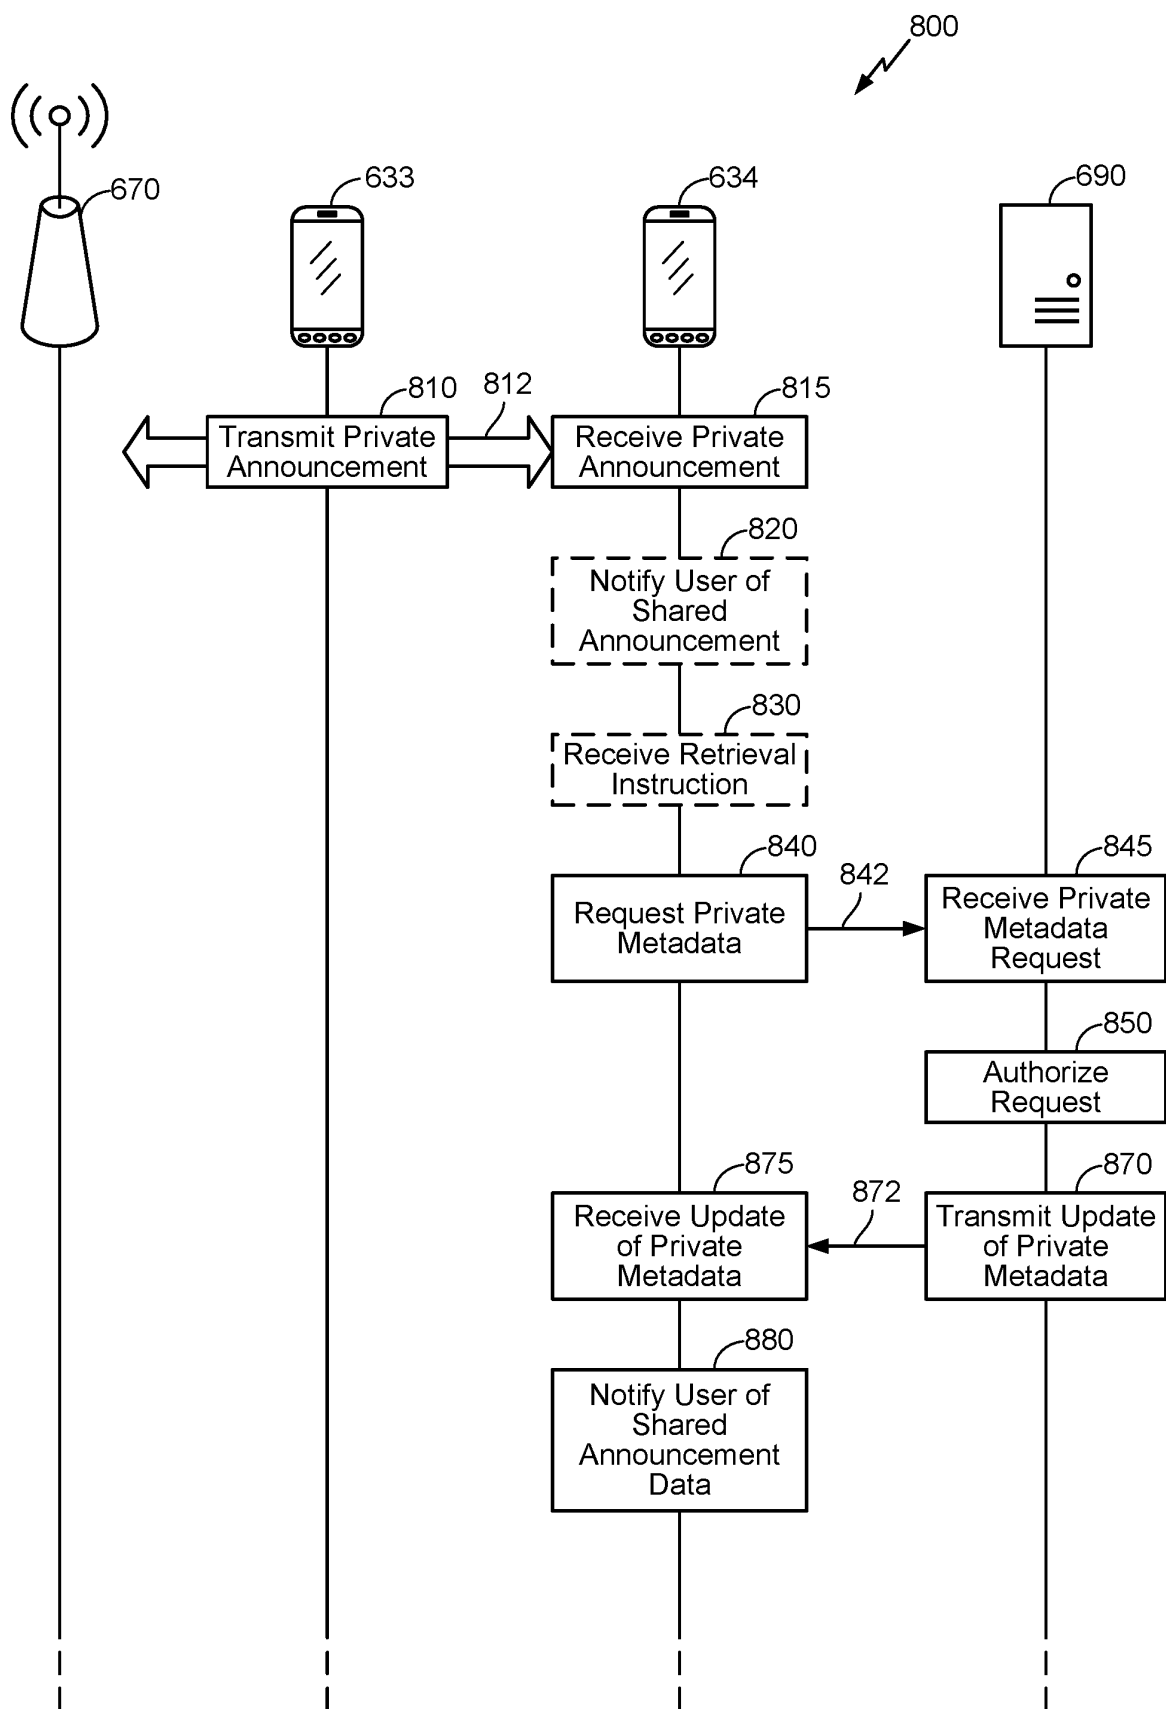 800
670
633
634
690
810
812
815
Transmit Private
Announcement
Receive Private
Announcement
820
Notify User of
Shared
Announcement
830
Receive Retrieval
Instruction
840
842
845
Request Private
Metadata
Receive Private
Metadata
Request
850
Authorize
Request
875
872
870
Receive Update
of Private
Metadata
Transmit Update
of Private
Metadata
880
Notify User of
Shared
Announcement
Data